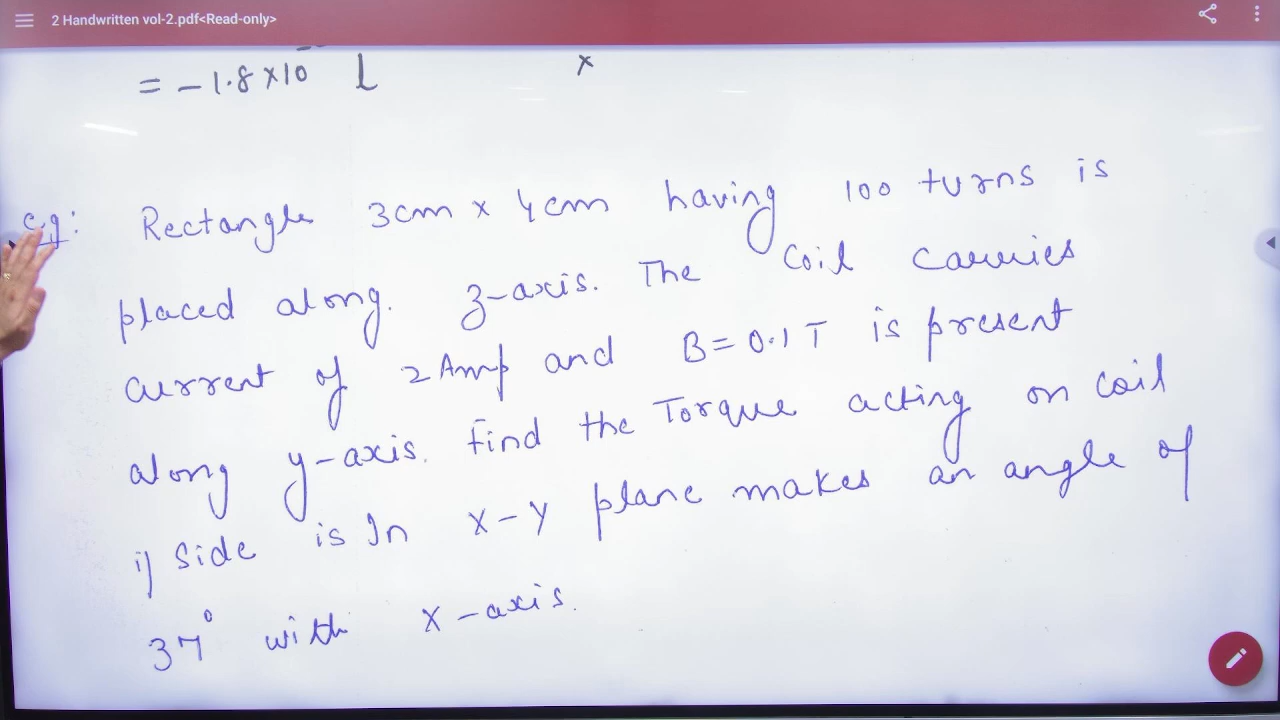 2 Handwritten vol-2.pdf<Read-only>
= -1.8 × 10 L
x
e.g: Rectangle 3cm x 4cm having 100 turns is
placed along z-axis. The coil carries
current of 2 Amp and B = 0.1 T is present
along y-axis. Find the Torque acting on coil
if side is In x-y plane makes an angle of
37° with x-axis.